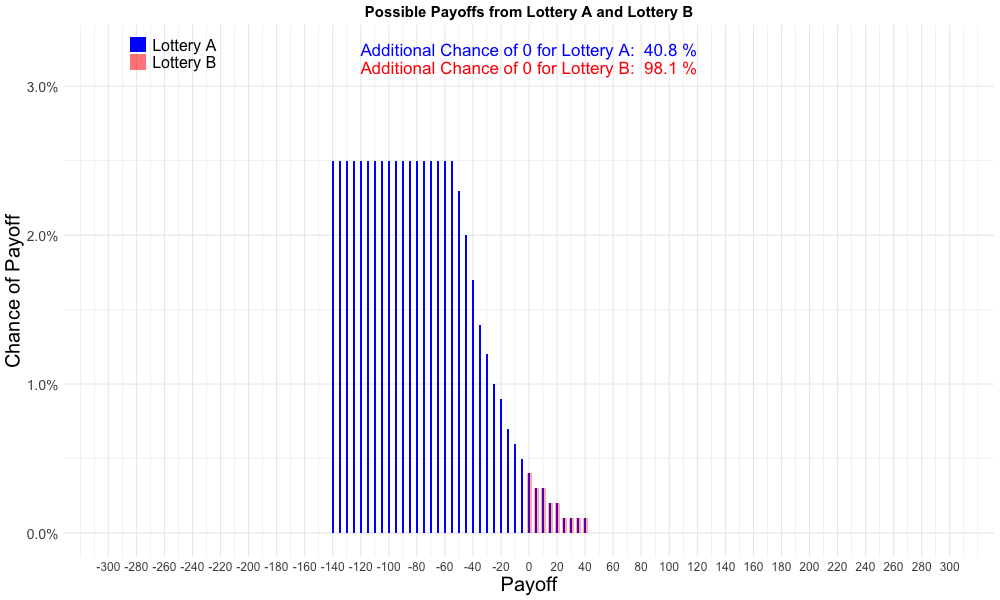 Possible Payoffs from Lottery A and Lottery B
Lottery A
Lottery B
Additional Chance of 0 for Lottery A: 40.8 %
Additional Chance of 0 for Lottery B: 98.1 %
3.0%
2.0%
1.0%
0.0%
Chance of Payoff
-300 -280 -260 -240 -220 -200 -180 -160 -140 -120 -100 -80 -60 -40 -20 0 20 40 60 80 100 120 140 160 180 200 220 240 260 280 300
Payoff